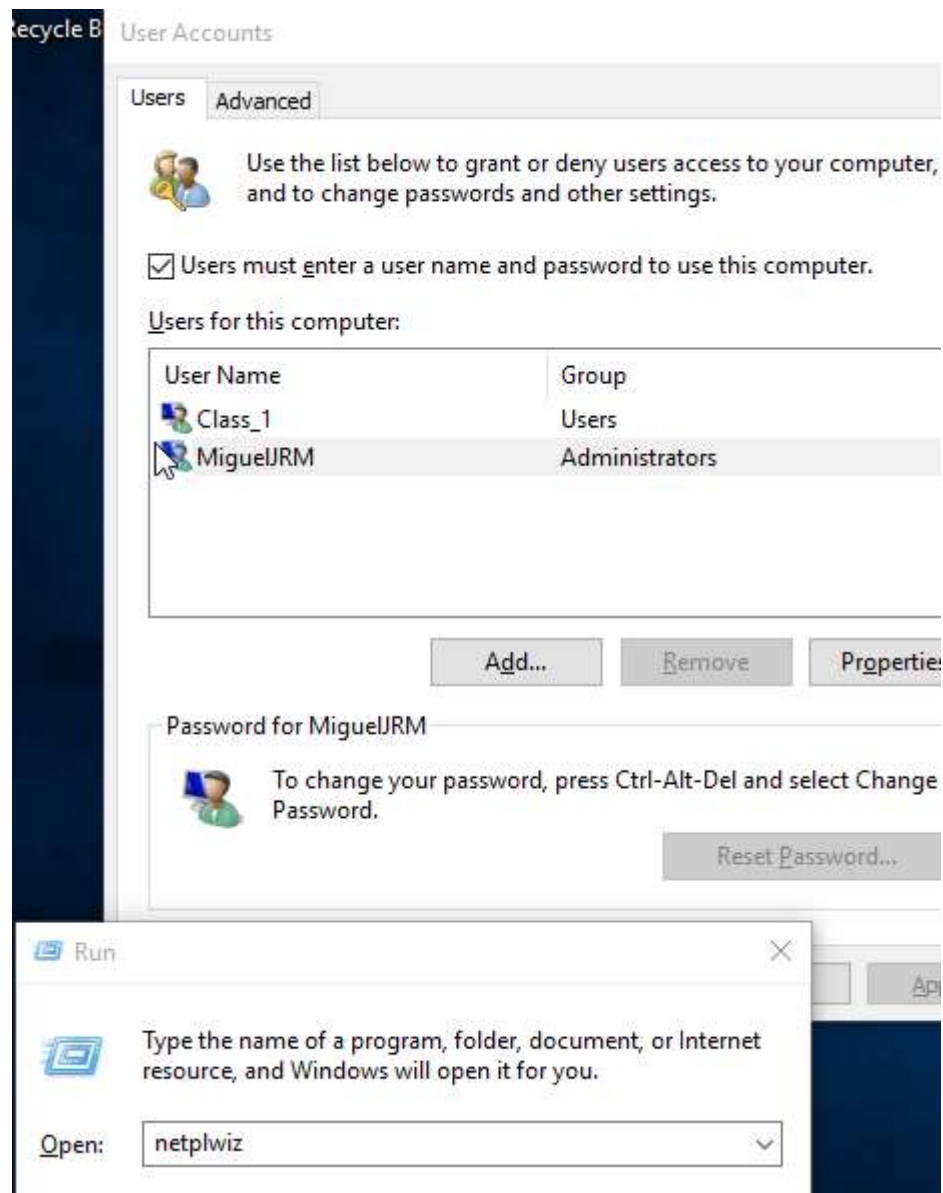 Recycle B
User Accounts
Users
Advanced
Use the list below to grant or deny users access to your computer,
and to change passwords and other settings.
Users must enter a user name and password to use this computer.
Users for this computer:
User Name Group
Class_1 Users
MiguelJRM Administrators
Add... Remove Properties
Password for MiguelJRM
To change your password, press Ctrl-Alt-Del and select Change
Password.
Reset Password...
App
Run
Type the name of a program, folder, document, or Internet
resource, and Windows will open it for you.
Open: netplwiz